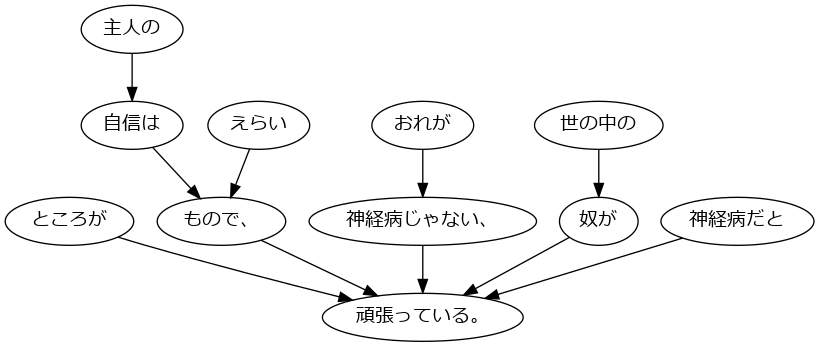 主人の
自信は
えらい
おれが
世の中の
ところが
もので、
神経病じゃない、
奴が
神経病だと
頑張っている。